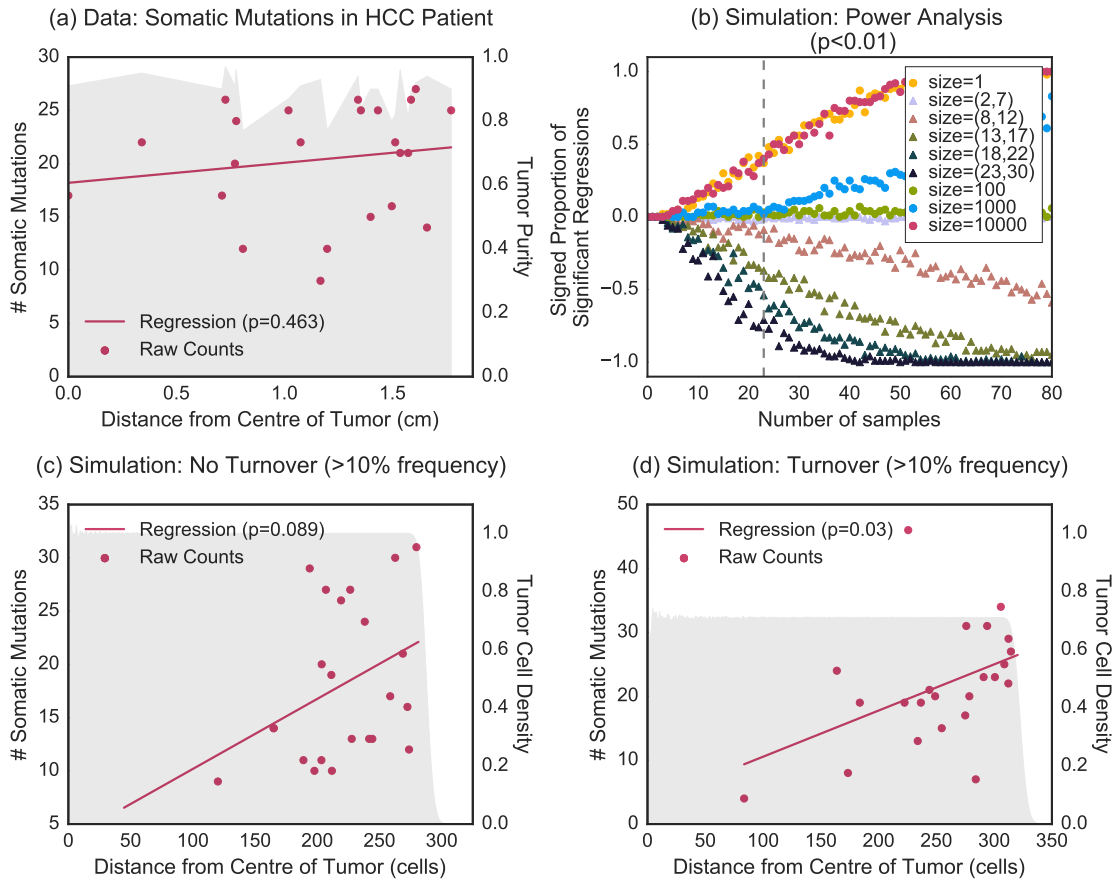 (a) Data: Somatic Mutations in HCC Patient
30
25
20
15
10
5
0
# Somatic Mutations
1.0
0.8
0.6
0.4
0.2
0.0
Tumor Purity
Regression (p=0.463)
Raw Counts
0.0
0.5
1.0
1.5
Distance from Centre of Tumor (cm)
(b) Simulation: Power Analysis
(p<0.01)
1.0
0.5
0.0
−0.5
−1.0
Signed Proportion of
Significant Regressions
size=1
size=(2,7)
size=(8,12)
size=(13,17)
size=(18,22)
size=(23,30)
size=100
size=1000
size=10000
0
10
20
30
40
50
60
70
80
Number of samples
(c) Simulation: No Turnover (>10% frequency)
35
30
25
20
15
10
5
# Somatic Mutations
Regression (p=0.089)
Raw Counts
1.0
0.8
0.6
0.4
0.2
0.0
Tumor Cell Density
0
50
100
150
200
250
300
Distance from Centre of Tumor (cells)
(d) Simulation: Turnover (>10% frequency)
50
40
30
20
10
0
# Somatic Mutations
Regression (p=0.03)
Raw Counts
1.0
0.8
0.6
0.4
0.2
0.0
Tumor Cell Density
0
50
100
150
200
250
300
350
Distance from Centre of Tumor (cells)